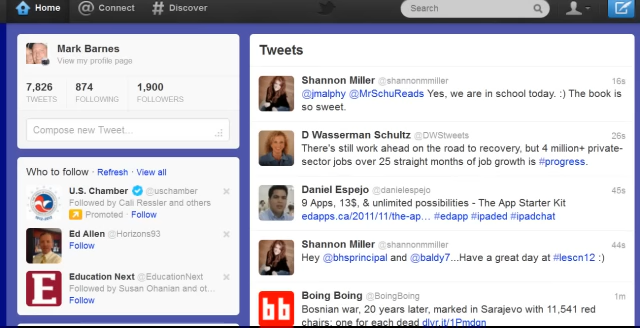 Home @ Connect # Discover
Search
Mark Barnes
View my profile page
7,826 874 1,900
TWEETS FOLLOWING FOLLOWERS
Compose new Tweet...
Who to follow · Refresh · View all
U.S. Chamber @uschamber
Followed by Cali Ressler and others
Promoted · Follow
Ed Allen @Horizons93
Follow
Education Next @EducationNext
Followed by Susan Ohanian and ot...
Follow
Tweets
Shannon Miller @shannonmmiller 16s
@jmalphy @MrSchuReads Yes, we are in school today. :) The book is
so sweet.
D Wasserman Schultz @DWStweets 26s
There's still work ahead on the road to recovery, but 4 million+ private-
sector jobs over 25 straight months of job growth is #progress.
Daniel Espejo @danielespejo 45s
9 Apps, 13$, & unlimited possibilities - The App Starter Kit
edapps.ca/2011/11/the-ap... #edapp #ipaded #ipadchat
Shannon Miller @shannonmmiller 44s
Hey @bhsprincipal and @baldy7...Have a great day at #lescn12 :)
Boing Boing @BoingBoing 1m
Bosnian war, 20 years later, marked in Sarajevo with 11,541 red
chairs: one for each dead dlvr.it/1Pmdgn